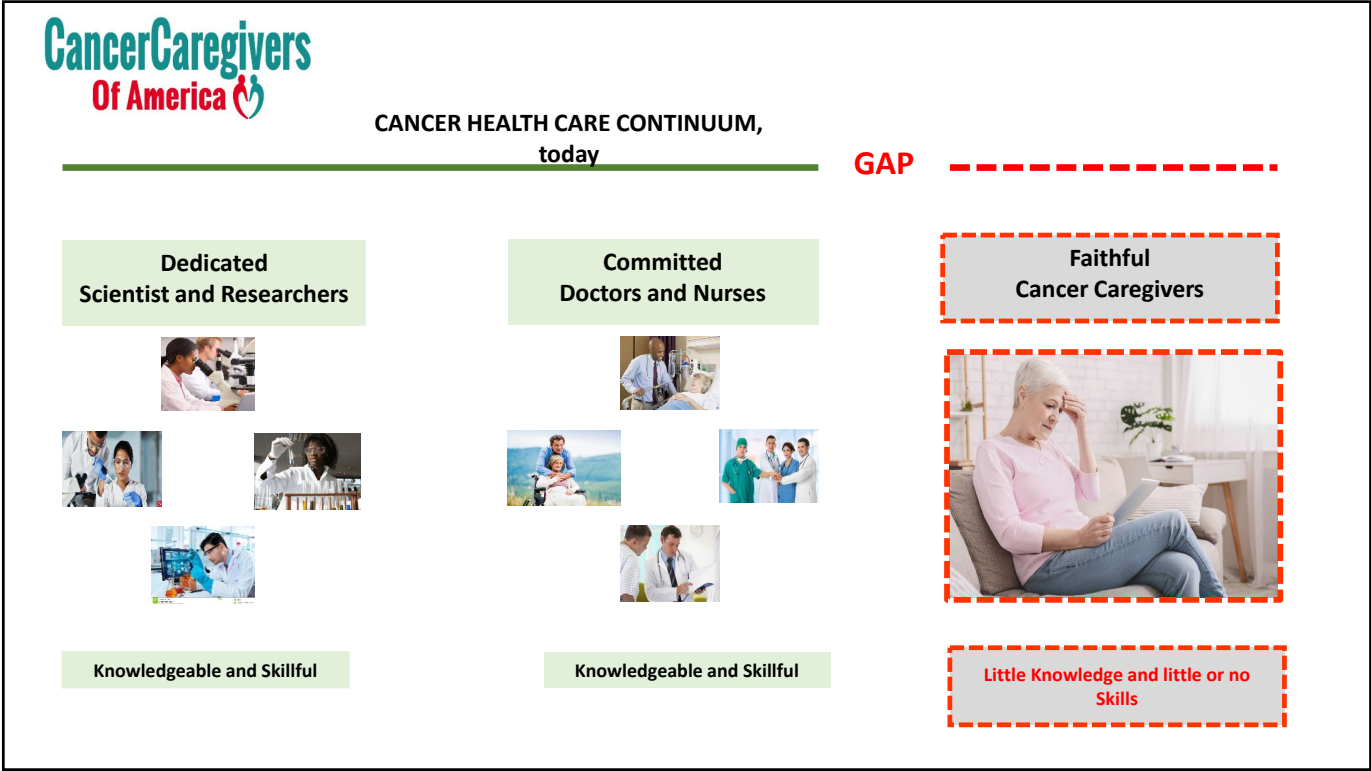 CancerCaregivers
Of America
CANCER HEALTH CARE CONTINUUM,
today
GAP
Dedicated
Scientist and Researchers
Committed
Doctors and Nurses
Faithful
Cancer Caregivers
Knowledgeable and Skillful
Knowledgeable and Skillful
Little Knowledge and little or no
Skills